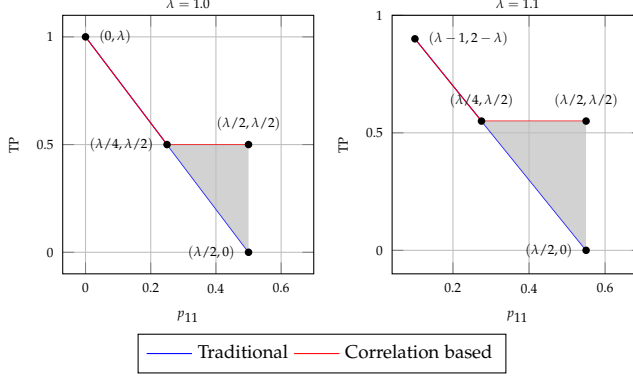 λ = 1.0
1
(0, λ)
TP
(λ/4, λ/2)
(λ/2, λ/2)
0.5
0
(λ/2, 0)
0
0.2
0.4
0.6
p11
λ = 1.1
1
(λ − 1, 2 − λ)
TP
(λ/4, λ/2)
(λ/2, λ/2)
0.5
0
(λ/2, 0)
0.2
0.4
0.6
p11
Traditional
Correlation based